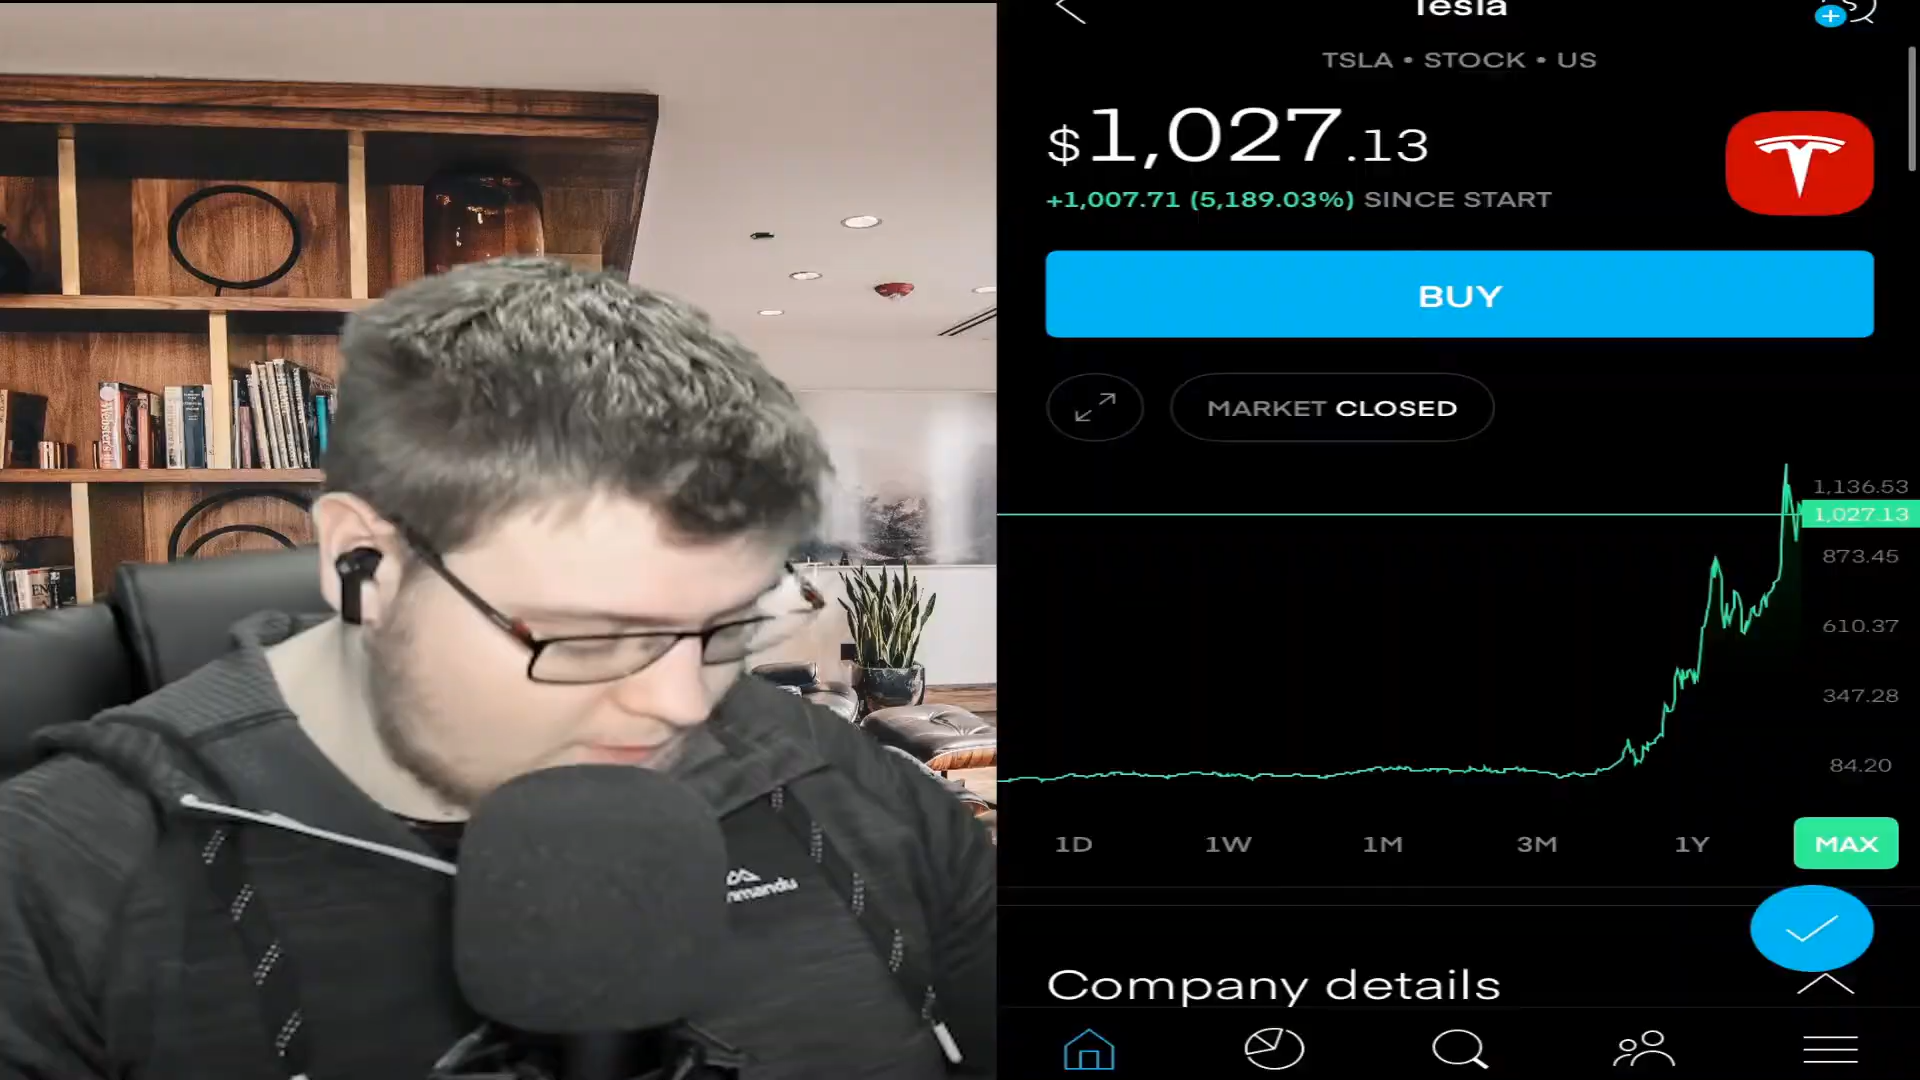 Tesla
TSLA • STOCK • US
$1,027.13
+1,007.71 (5,189.03%) SINCE START
BUY
MARKET CLOSED
1,136.53
1,027.13
873.45
610.37
347.28
84.20
1D 1W 1M 3M 1Y MAX
Company details
Webster's